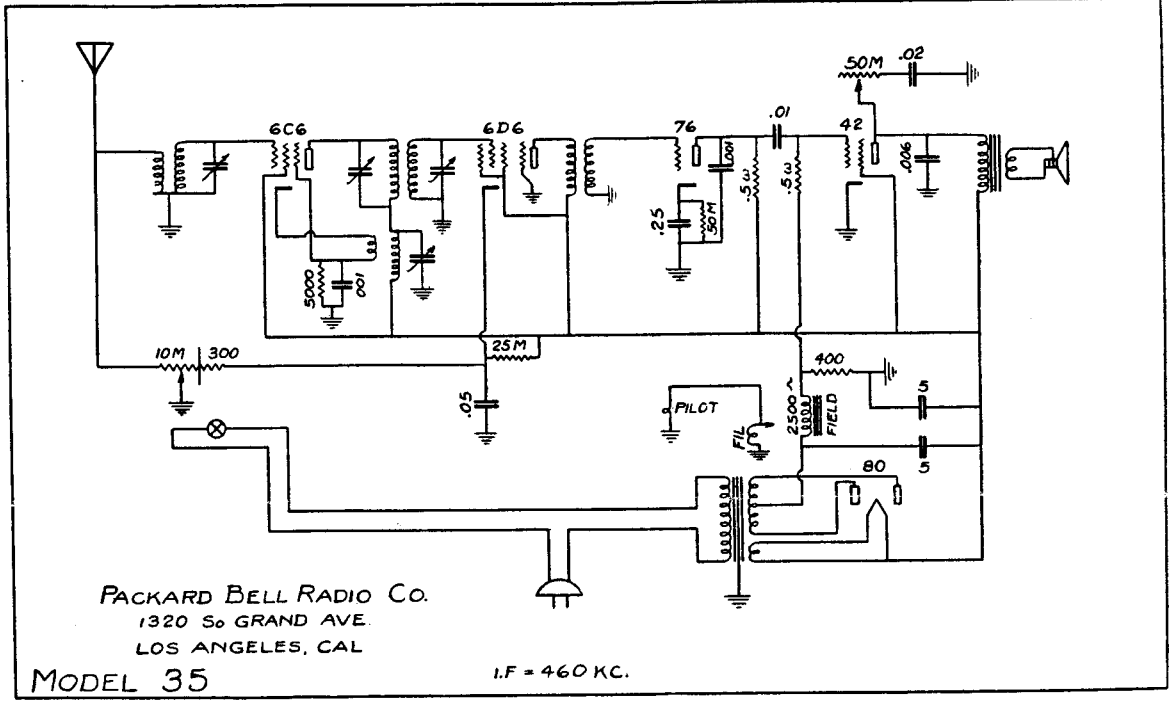 50M
.02
6C6
6D6
76
.01
42
.001
.006
.5ω
.5ω
.25
.50M
5000
001
25M
10M
300
400
.05
PILOT
2500~
FIELD
5
FIL
5
80
PACKARD BELL RADIO CO.
1320 So GRAND AVE.
LOS ANGELES, CAL
MODEL 35
I.F = 460 KC.